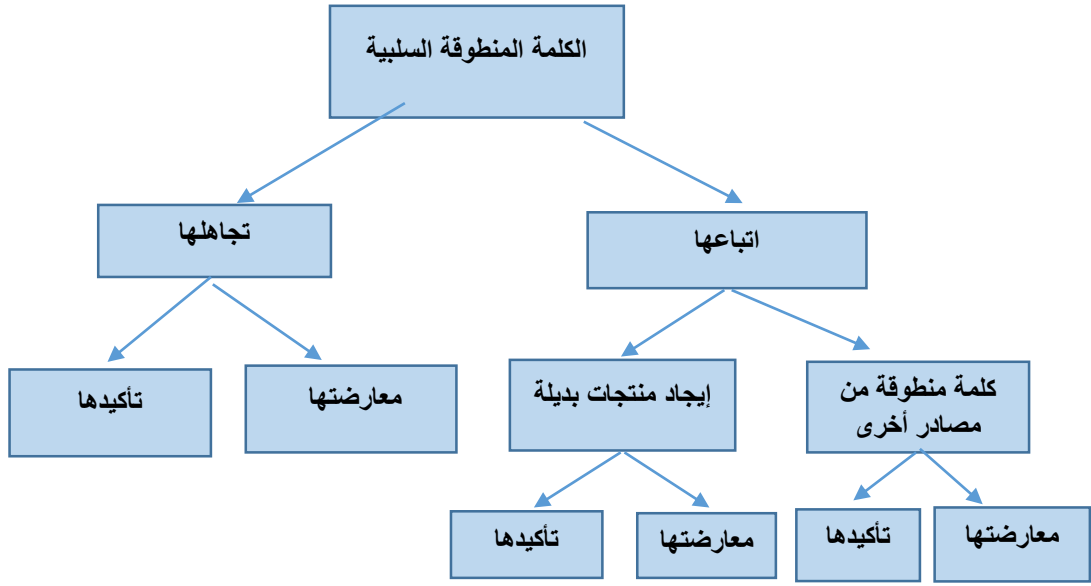 الكلمة المنطوقة السلبية
اتباعها
تجاهلها
كلمة منطوقة من
مصادر أخرى
إيجاد منتجات بديلة
معارضتها
تأكيدها
معارضتها
تأكيدها
معارضتها
تأكيدها